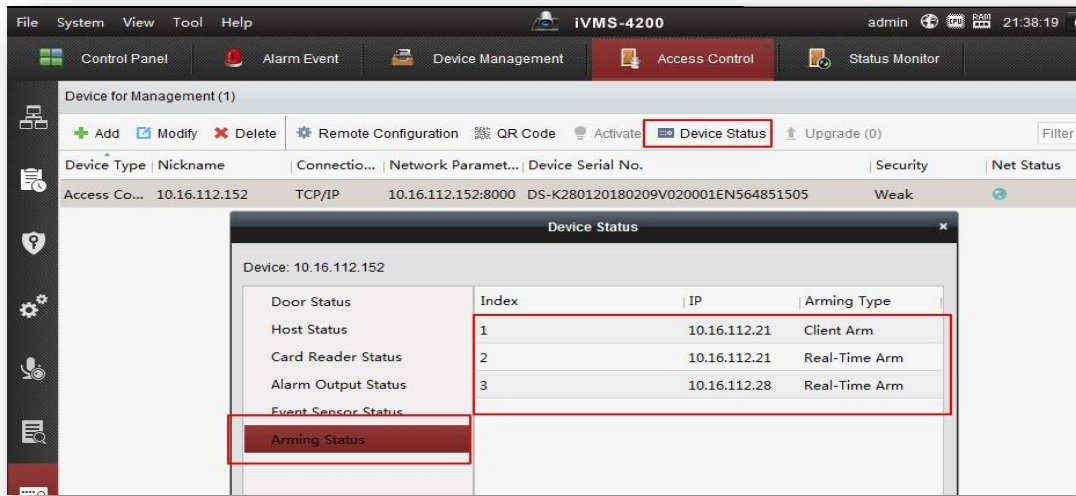 File System View Tool Help iVMS-4200 admin CPU RAM 21:38:19
Control Panel Alarm Event Device Management Access Control Status Monitor
Device for Management (1)
Add Modify Delete Remote Configuration QR Code Activate Device Status Upgrade (0) Filter
Device Type Nickname Connectio... Network Paramet... Device Serial No. Security Net Status
Access Co... 10.16.112.152 TCP/IP 10.16.112.152:8000 DS-K280120180209V020001EN564851505 Weak
Device Status
Device: 10.16.112.152
Door Status Index IP Arming Type
Host Status 1 10.16.112.21 Client Arm
Card Reader Status 2 10.16.112.21 Real-Time Arm
Alarm Output Status 3 10.16.112.28 Real-Time Arm
Event Sensor Status
Arming Status